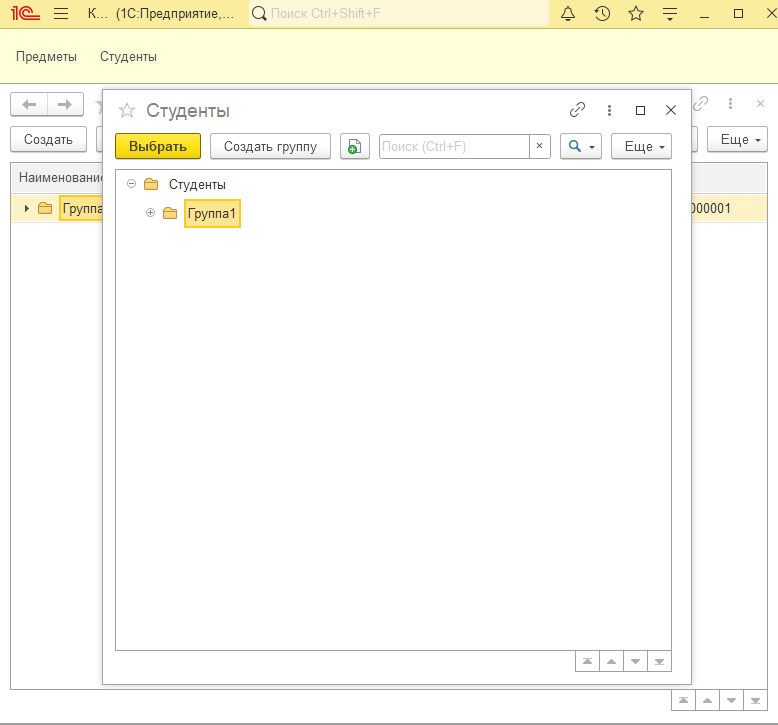 1С К... (1С:Предприятие,... Поиск Ctrl+Shift+F
Предметы Студенты
Студенты
Создать Выбрать Создать группу Поиск (Ctrl+F) × Еще Еще
Наименование Студенты
Группа Группа1 000001